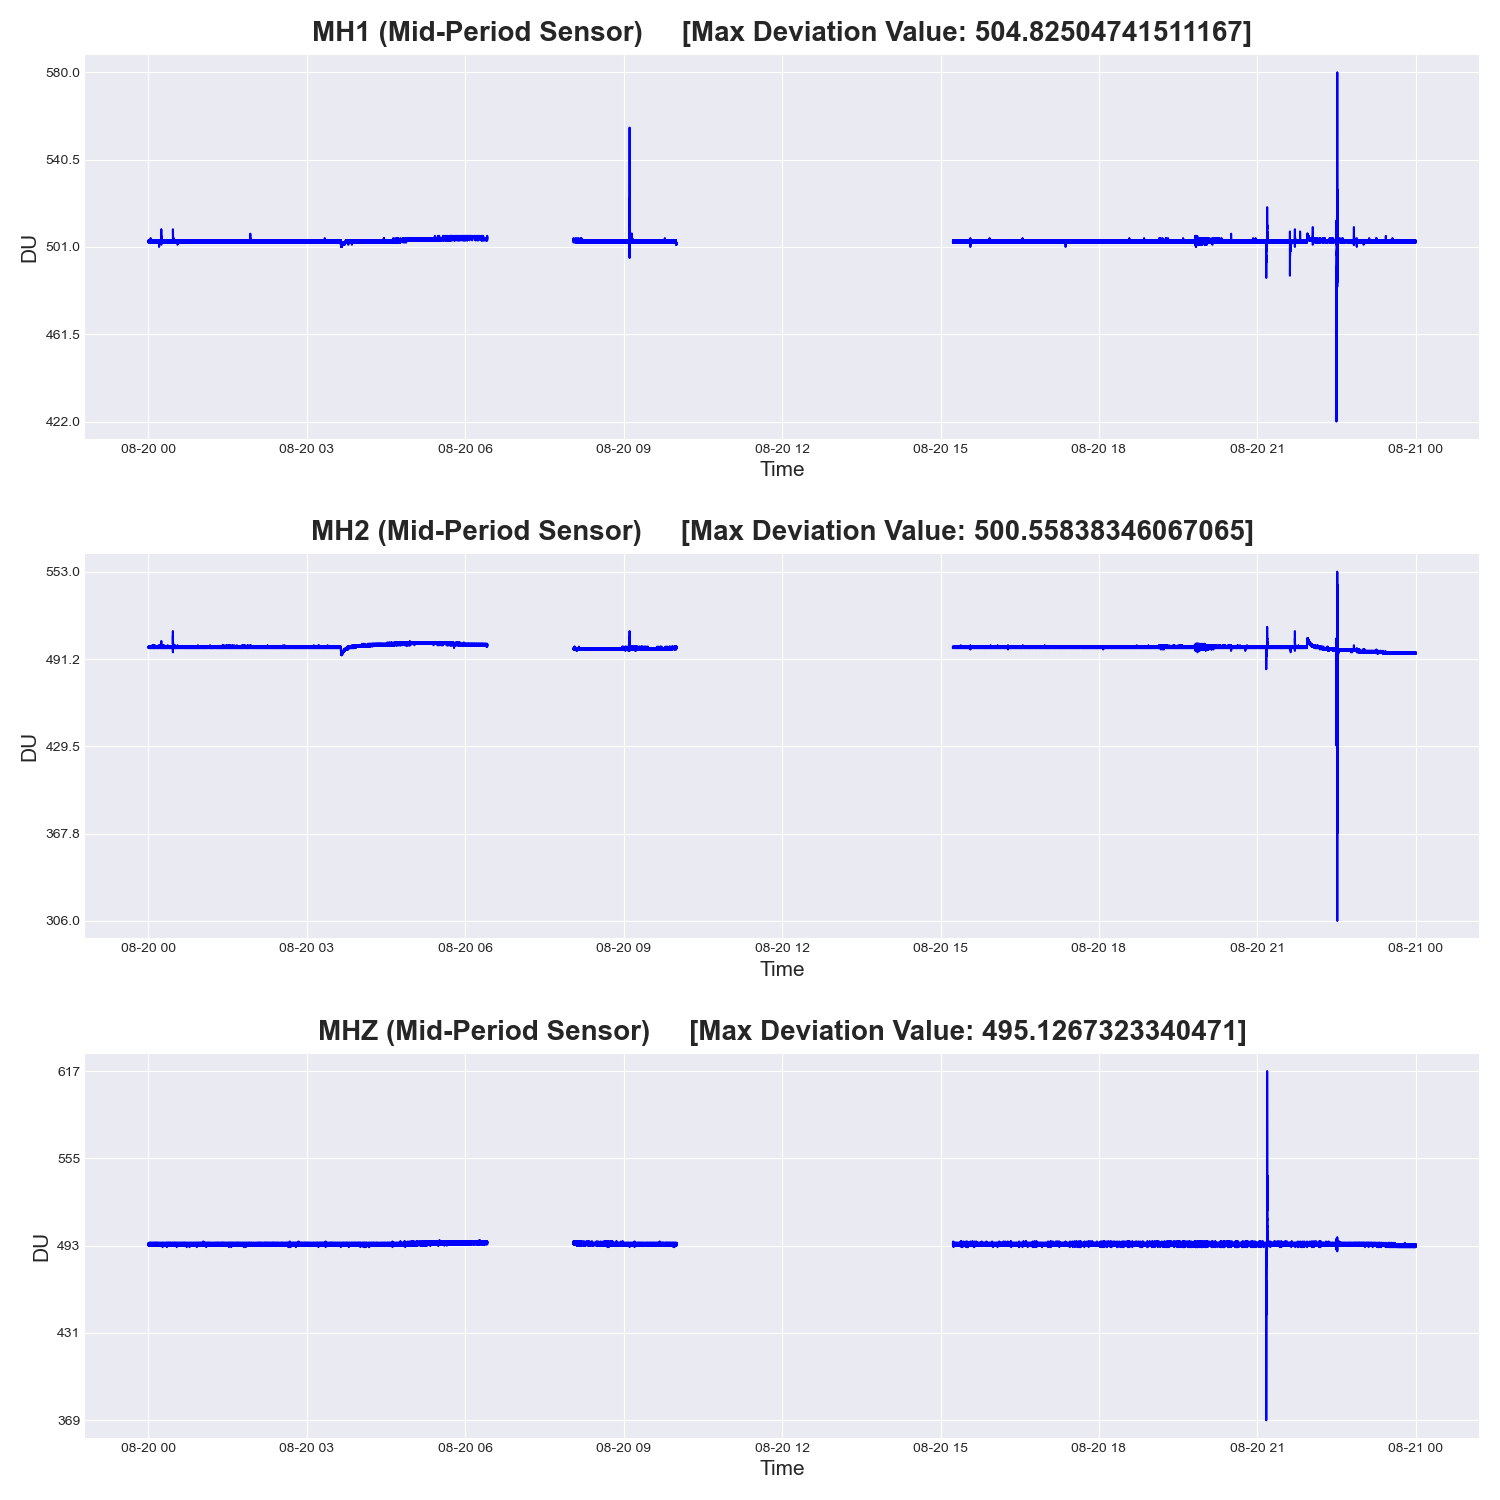 MH1 (Mid-Period Sensor) [Max Deviation Value: 504.82504741511167]
580.0
540.5
501.0
461.5
422.0
DU
08-20 00 08-20 03 08-20 06 08-20 09 08-20 12 08-20 15 08-20 18 08-20 21 08-21 00
Time
MH2 (Mid-Period Sensor) [Max Deviation Value: 500.55838346067065]
553.0
491.2
429.5
367.8
306.0
DU
08-20 00 08-20 03 08-20 06 08-20 09 08-20 12 08-20 15 08-20 18 08-20 21 08-21 00
Time
MHZ (Mid-Period Sensor) [Max Deviation Value: 495.1267323340471]
617
555
493
431
369
DU
08-20 00 08-20 03 08-20 06 08-20 09 08-20 12 08-20 15 08-20 18 08-20 21 08-21 00
Time